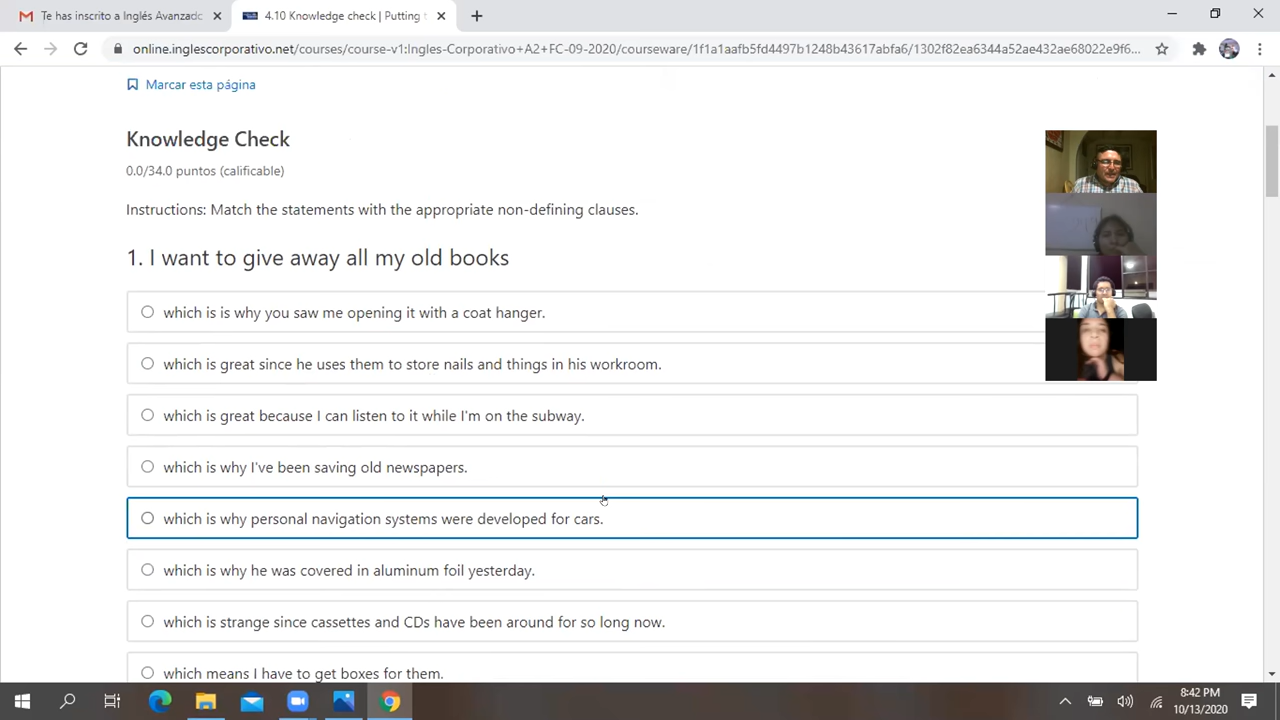 Te has inscrito a Inglés Avanzado
4.10 Knowledge check | Putting t
online.inglescorporativo.net/courses/course-v1:Ingles-Corporativo+A2+FC-09-2020/courseware/1f1a1aafb5fd4497b1248b43617abfa6/1302f82ea6344a52ae432ae68022e9f6...
Marcar esta página
Knowledge Check
0.0/34.0 puntos (calificable)
Instructions: Match the statements with the appropriate non-defining clauses.
1. I want to give away all my old books
which is is why you saw me opening it with a coat hanger.
which is great since he uses them to store nails and things in his workroom.
which is great because I can listen to it while I'm on the subway.
which is why I've been saving old newspapers.
which is why personal navigation systems were developed for cars.
which is why he was covered in aluminum foil yesterday.
which is strange since cassettes and CDs have been around for so long now.
which means I have to get boxes for them.
8:42 PM
10/13/2020